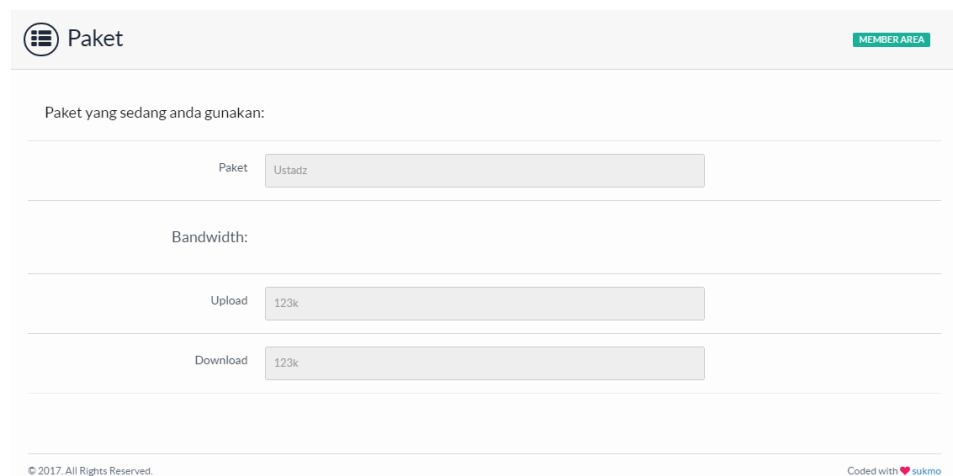 Paket
MEMBER AREA
Paket yang sedang anda gunakan:
Paket Ustadz
Bandwidth:
Upload 123k
Download 123k
© 2017. All Rights Reserved.
Coded with ♥ sukmo